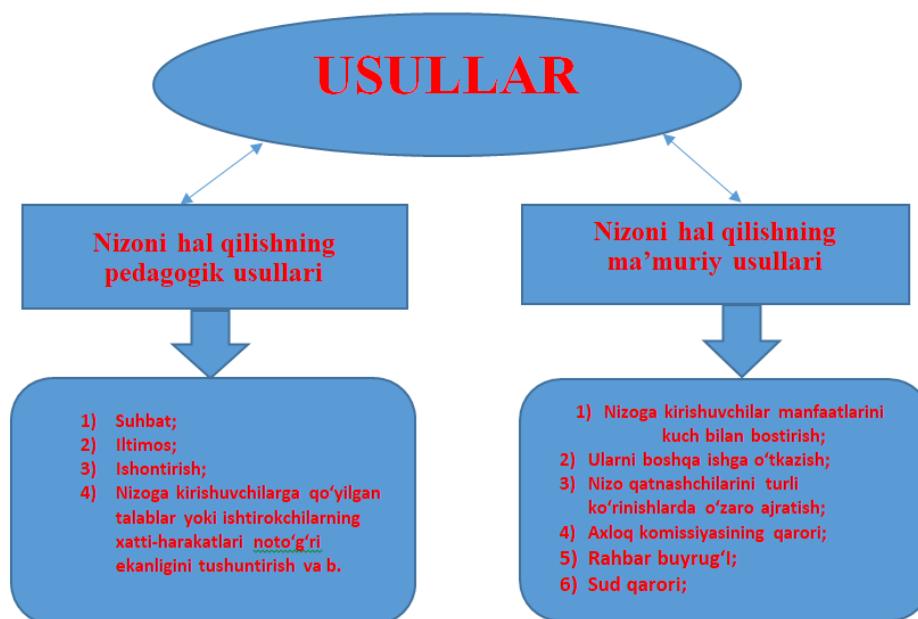 USULLAR
Nizoni hal qilishning
pedagogik usullari
Nizoni hal qilishning
ma’muriy usullari
1) Suhbat;
2) Iltimos;
3) Ishontirish;
4) Nizoga kirishuvchilarga qo‘yilgan
talablar yoki ishtirokchilarning
xatti-harakatlari noto‘g‘ri
ekanligini tushuntirish va b.
1) Nizoga kirishuvchilar manfaatlarini
kuch bilan bostirish;
2) Ularni boshqa ishga o‘tkazish;
3) Nizo qatnashchilarini turli
ko‘rinishlarda o‘zaro ajratish;
4) Axloq komissiyasining qarori;
5) Rahbar buyrug‘I;
6) Sud qarori;